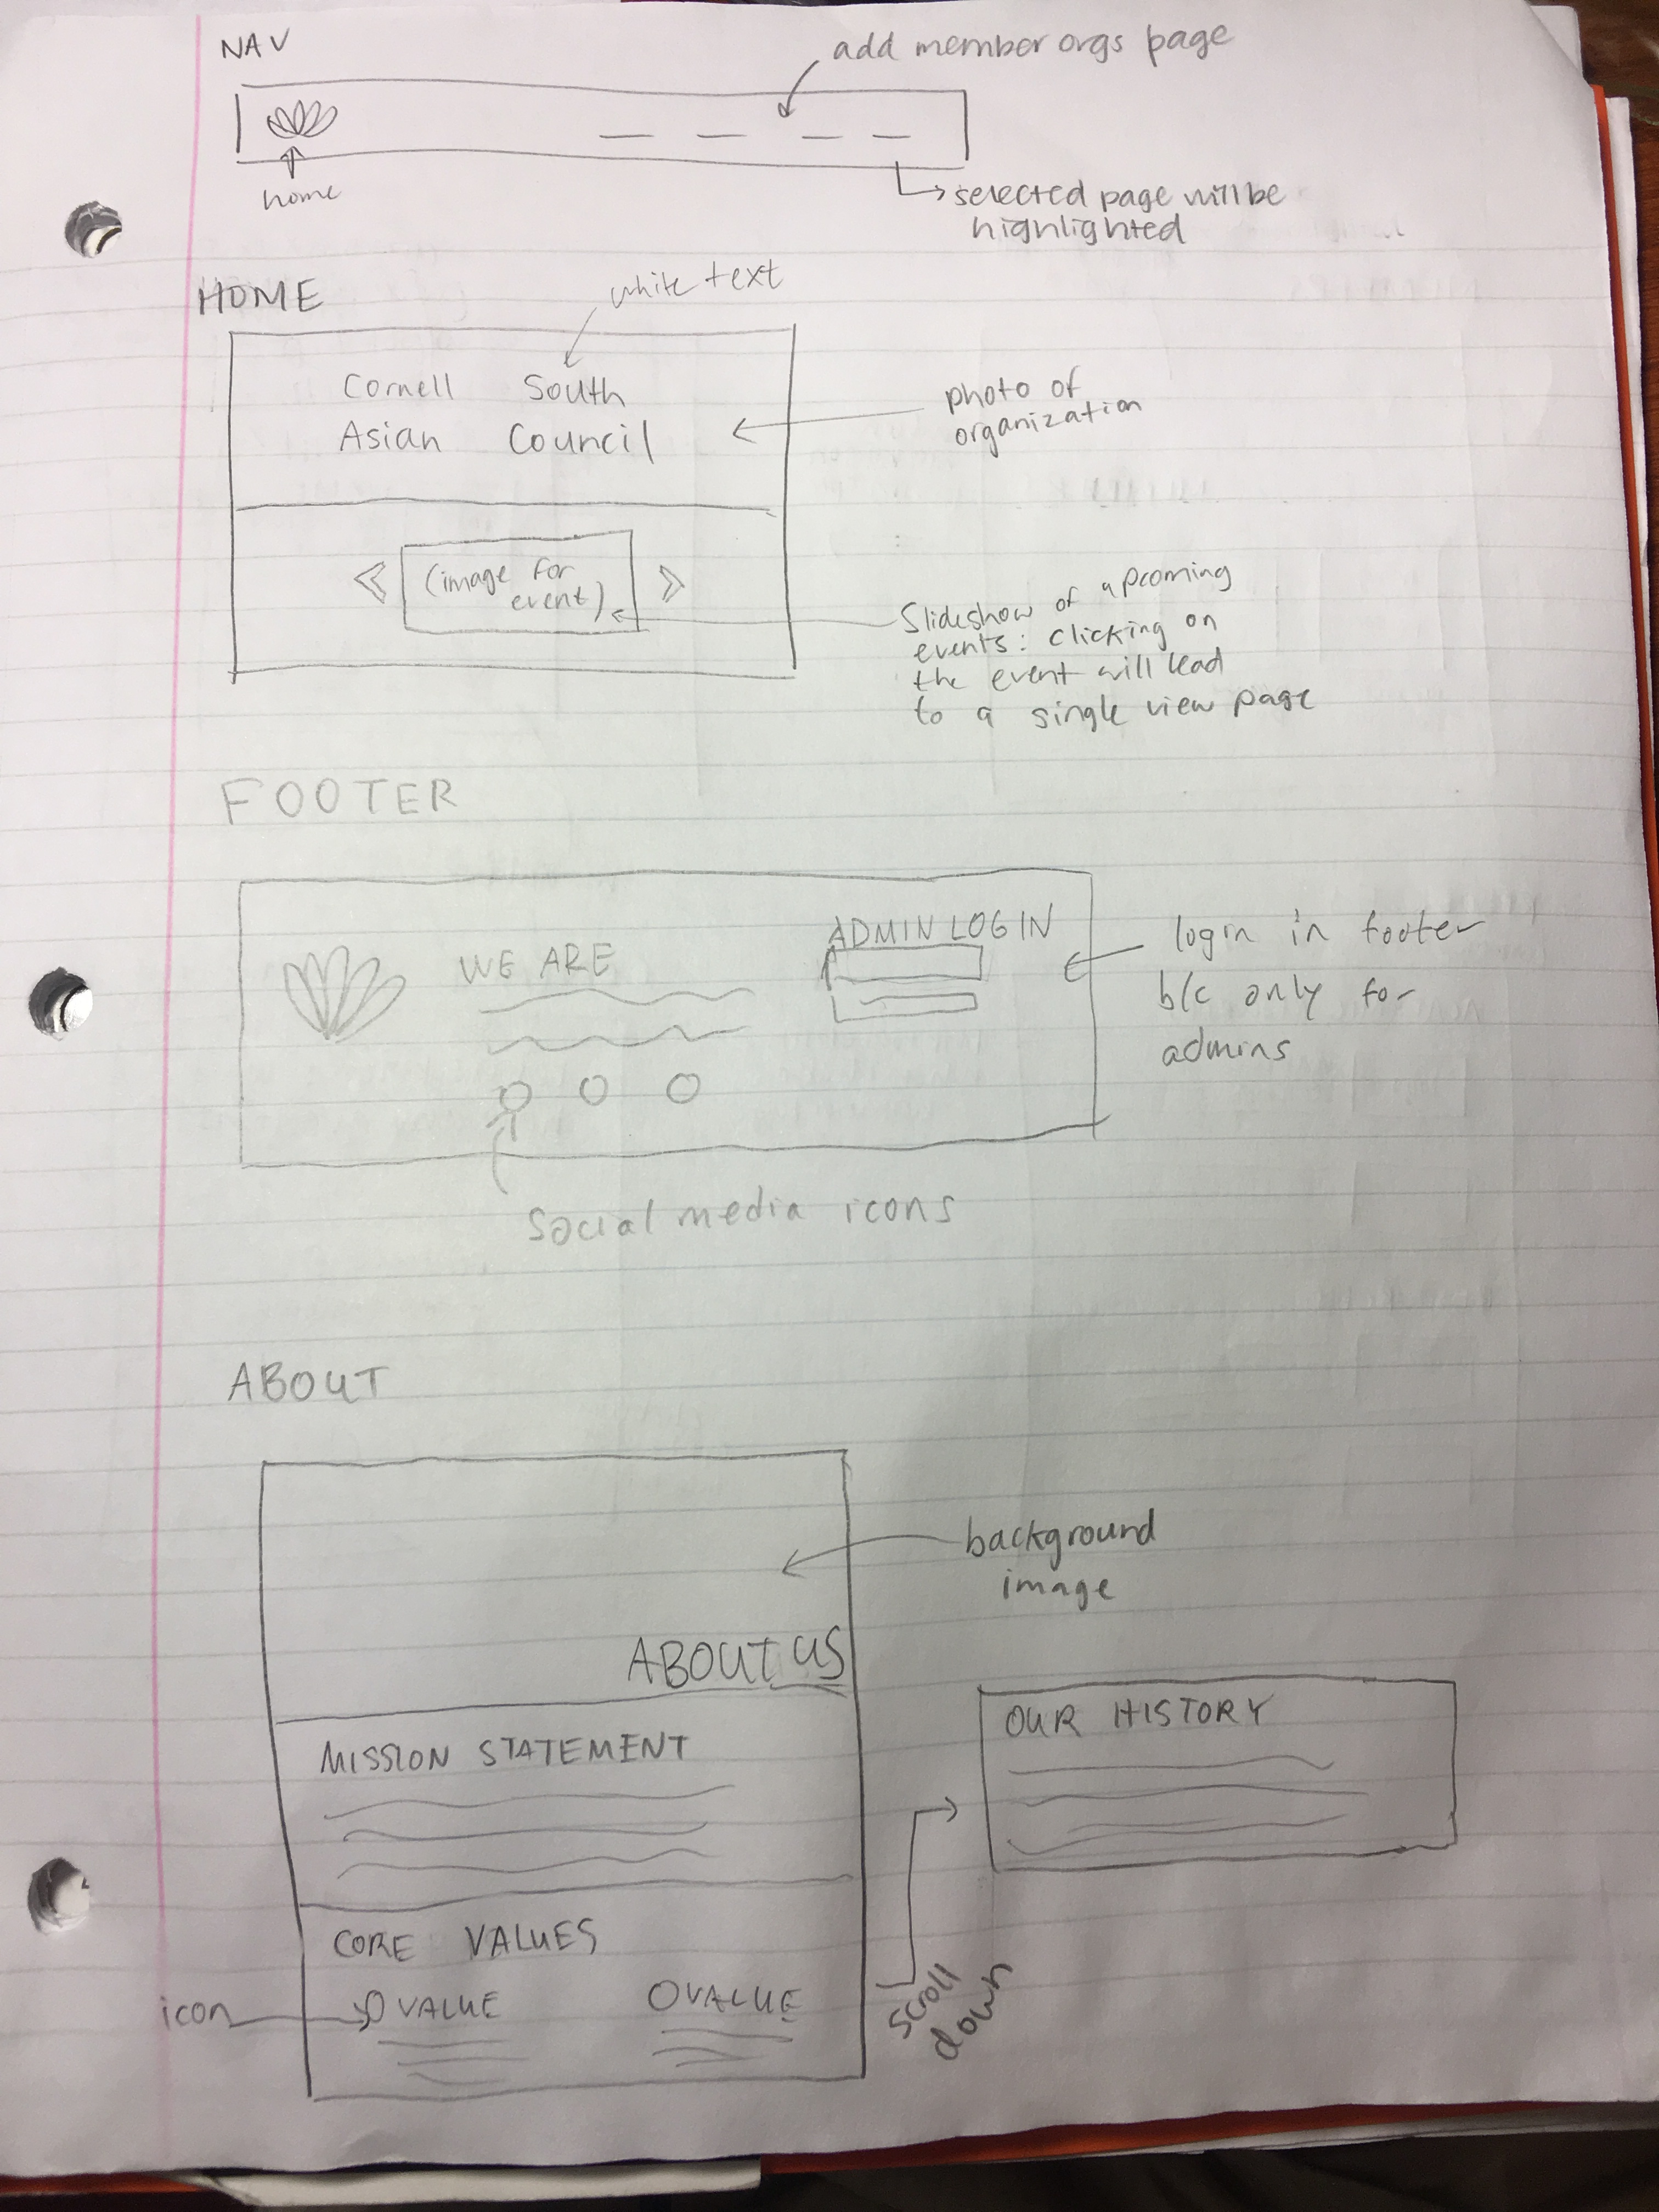 NAV
add member orgs page
home
selected page will be
highlighted
HOME
white text
Cornell South
Asian Council
photo of
organization
(image for
event)
Slideshow of upcoming
events: clicking on
the event will lead
to a single view page
FOOTER
WE ARE
ADMIN LOGIN
login in footer
b/c only for
admins
social media icons
ABOUT
background
image
ABOUT US
MISSION STATEMENT
OUR HISTORY
CORE VALUES
icon
VALUE
VALUE
scroll
down